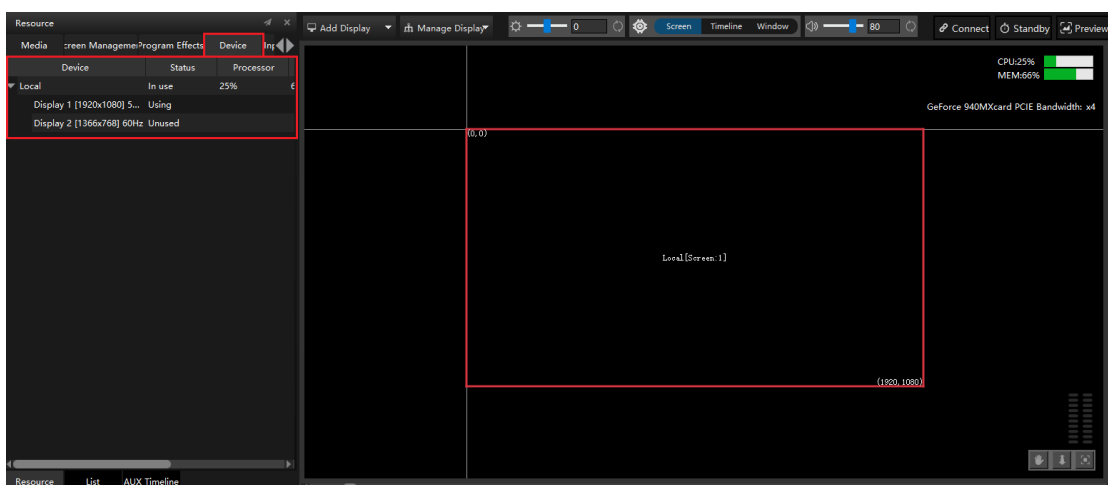 Resource
Add Display
Manage Display
0
Screen Timeline Window
80
Connect
Standby
Preview
Media
creen Manageme
Program Effects
Device
Device Status Processor
Local In use 25%
Display 1 [1920x1080] 5... Using
Display 2 [1366x768] 60Hz Unused
CPU:25%
MEM:66%
GeForce 940MXcard PCIE Bandwidth: x4
(0,0)
Local[Screen:1]
(1920,1080)
Resource List AUX Timeline